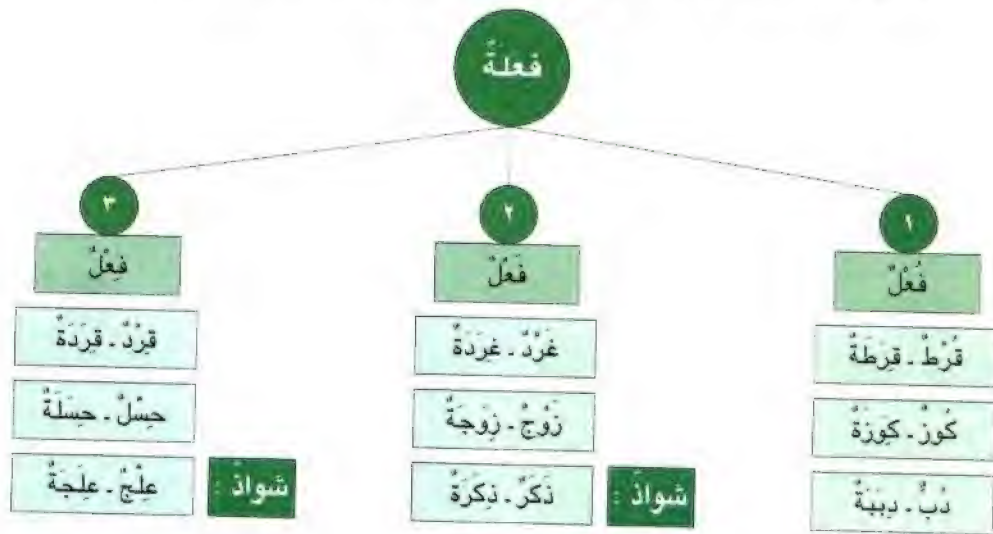 فِعَلَةٌ
١
فُعْلٌ
قُرْطٌ ـ قِرَطَةٌ
كُوزٌ ـ كِوَزَةٌ
دُبٌّ ـ دِبَبَةٌ
٢
فَعْلٌ
غَرْدٌ ـ غِرَدَةٌ
زَوْجٌ ـ زِوَجَةٌ
شواذّ :
ذَكَرٌ ـ ذِكَرَةٌ
٣
فِعْلٌ
قِرْدٌ ـ قِرَدَةٌ
حِسْلٌ ـ حِسَلَةٌ
شواذّ :
عِلْجٌ ـ عِلَجَةٌ